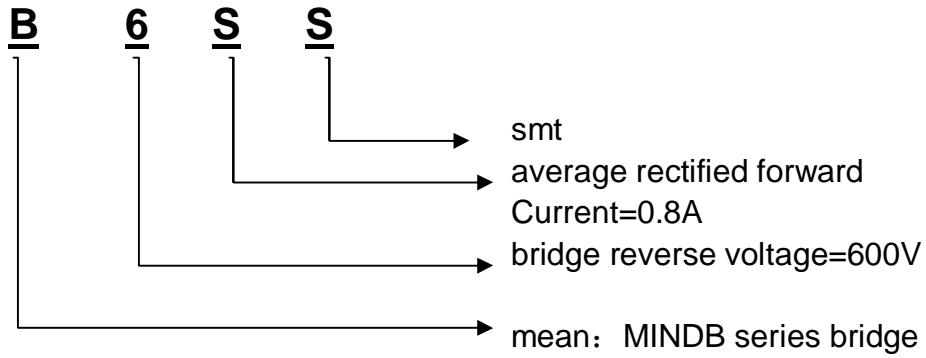 B 6 S S
smt
average rectified forward
Current=0.8A
bridge reverse voltage=600V
mean：MINDB series bridge